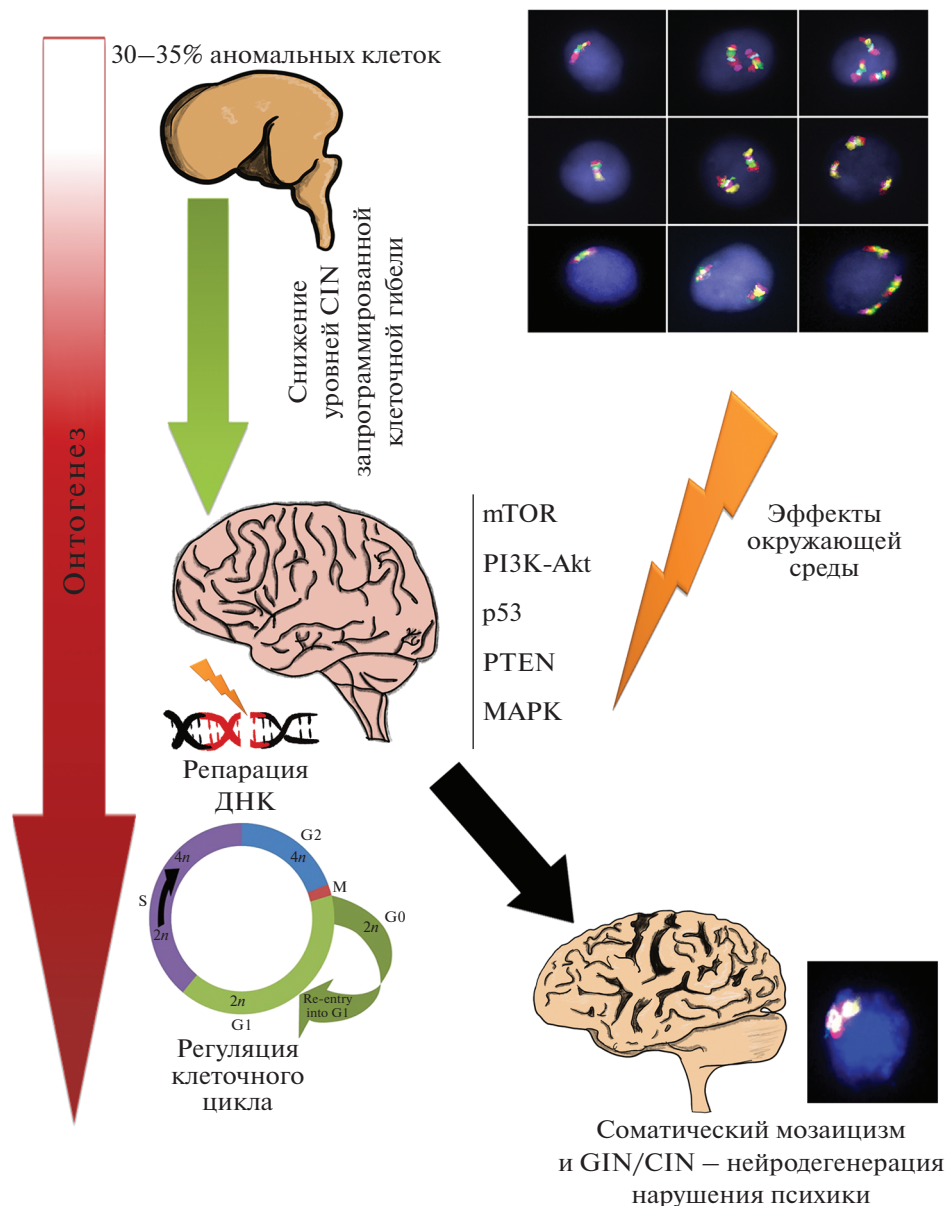 30–35% аномальных клеток
Снижение
уровней CIN
запрограммированной
клеточной гибели
Онтогенез
mTOR
PI3K-Akt
p53
PTEN
MAPK
Эффекты
окружающей
среды
Репарация
ДНК
G2
4n
4n
S
M
2n
G0
2n
2n
G1
Re-entry
into G1
Регуляция
клеточного
цикла
Соматический мозаицизм
и GIN/CIN – нейродегенерация
нарушения психики